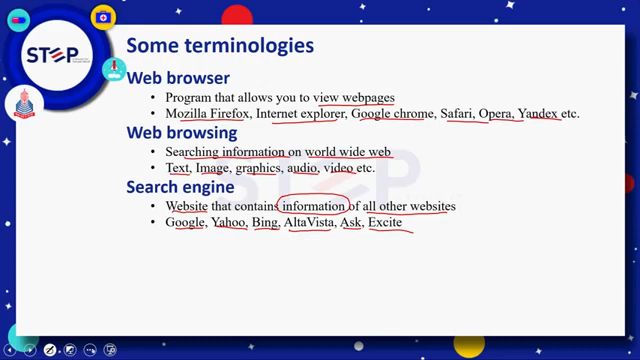 STEP
Some terminologies
Web browser
• Program that allows you to view webpages
• Mozilla Firefox, Internet explorer, Google chrome, Safari, Opera, Yandex etc.
Web browsing
• Searching information on world wide web
• Text, Image, graphics, audio, video etc.
Search engine
• Website that contains information of all other websites
• Google, Yahoo, Bing, AltaVista, Ask, Excite